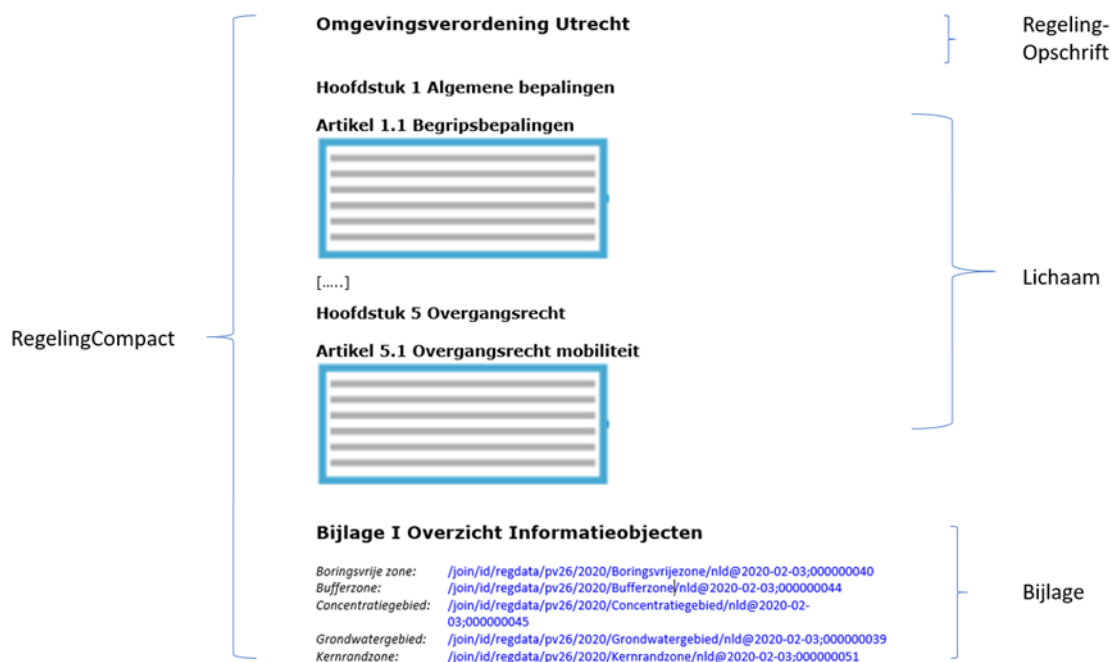 Omgevingsverordening Utrecht
Regeling-
Opschrift
Hoofdstuk 1 Algemene bepalingen
Artikel 1.1 Begripsbepalingen
[.....]
Lichaam
Hoofdstuk 5 Overgangsrecht
RegelingCompact
Artikel 5.1 Overgangsrecht mobiliteit
Bijlage I Overzicht Informatieobjecten
Boringsvrije zone: /join/id/regdata/pv26/2020/Boringsvrijezone/nld@2020-02-03;000000040
Bufferzone: /join/id/regdata/pv26/2020/Bufferzone/nld@2020-02-03;000000044
Bijlage
Concentratiegebied: /join/id/regdata/pv26/2020/Concentratiegebied/nld@2020-02-
03;000000045
Grondwatergebied: /join/id/regdata/pv26/2020/Grondwatergebied/nld@2020-02-03;000000039
Kernrandzone: /join/id/regdata/pv26/2020/Kernrandzone/nld@2020-02-03;000000051